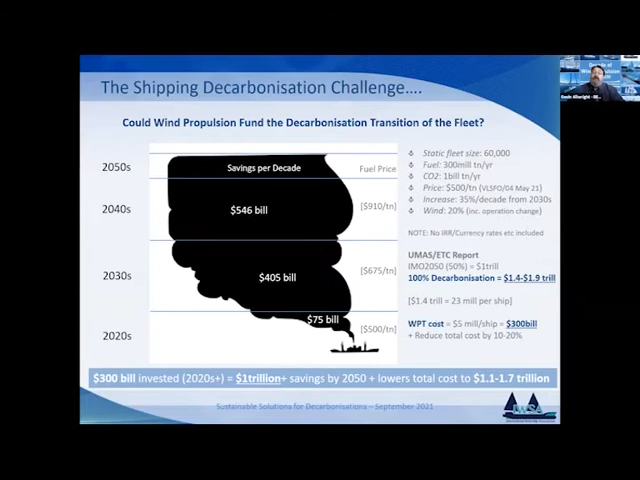 The Shipping Decarbonisation Challenge....
Could Wind Propulsion Fund the Decarbonisation Transition of the Fleet?
2050s
Savings per Decade
Fuel Price
2040s
$546 bill
[$910/tn]
2030s
$405 bill
[$675/tn]
2020s
$75 bill
[$500/tn]
Static fleet size: 60,000
Fuel: 300mill tn/yr
CO2: 1bill tn/yr
Price: $500/tn (VLSFO/04 May 21)
Increase: 35%/decade from 2030s
Wind: 20% (inc. operation change)
NOTE: No IRR/Currency rates etc included
UMAS/ETC Report
IMO2050 (50%) = $1trill
100% Decarbonisation = $1.4-$1.9 trill
[$1.4 trill = 23 mill per ship]
WPT cost = $5 mill/ship = $300bill
+ Reduce total cost by 10-20%
$300 bill invested (2020s+) = $1trillion+ savings by 2050 + lowers total cost to $1.1-1.7 trillion
Sustainable Solutions for Decarbonisations – September 2021
IWSA